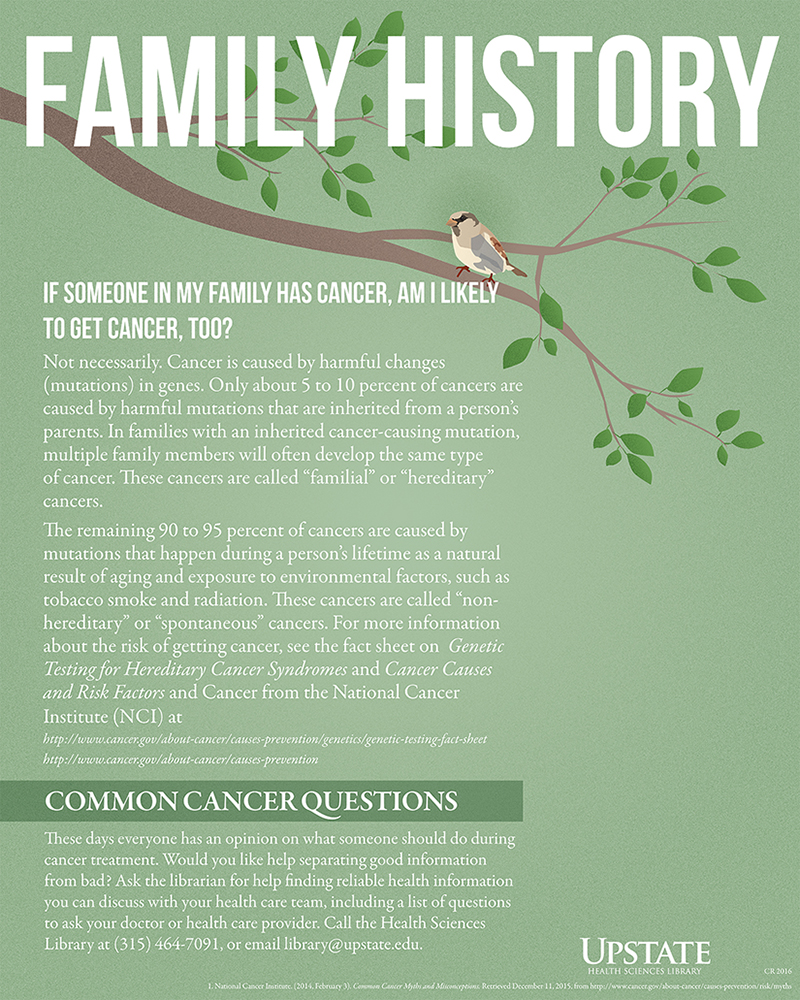 FAMILY HISTORY
IF SOMEONE IN MY FAMILY HAS CANCER, AM I LIKELY
TO GET CANCER, TOO?
Not necessarily. Cancer is caused by harmful changes
(mutations) in genes. Only about 5 to 10 percent of cancers are
caused by harmful mutations that are inherited from a person's
parents. In families with an inherited cancer-causing mutation,
multiple family members will often develop the same type
of cancer. These cancers are called “familial” or “hereditary”
cancers.
The remaining 90 to 95 percent of cancers are caused by
mutations that happen during a person's lifetime as a natural
result of aging and exposure to environmental factors, such as
tobacco smoke and radiation. These cancers are called “non-
hereditary” or “spontaneous” cancers. For more information
about the risk of getting cancer, see the fact sheet on Genetic
Testing for Hereditary Cancer Syndromes and Cancer Causes
and Risk Factors and Cancer from the National Cancer
Institute (NCI) at
http://www.cancer.gov/about-cancer/causes-prevention/genetics/genetic-testing-fact-sheet
http://www.cancer.gov/about-cancer/causes-prevention
COMMON CANCER QUESTIONS
These days everyone has an opinion on what someone should do during
cancer treatment. Would you like help separating good information
from bad? Ask the librarian for help finding reliable health information
you can discuss with your health care team, including a list of questions
to ask your doctor or health care provider. Call the Health Sciences
Library at (315) 464-7091, or email library@upstate.edu.
UPSTATE
HEALTH SCIENCES LIBRARY
CR 2016
1. National Cancer Institute. (2014, February 3). Common Cancer Myths and Misconceptions. Retrieved December 11, 2015, from http://www.cancer.gov/about-cancer/causes-prevention/risk/myths